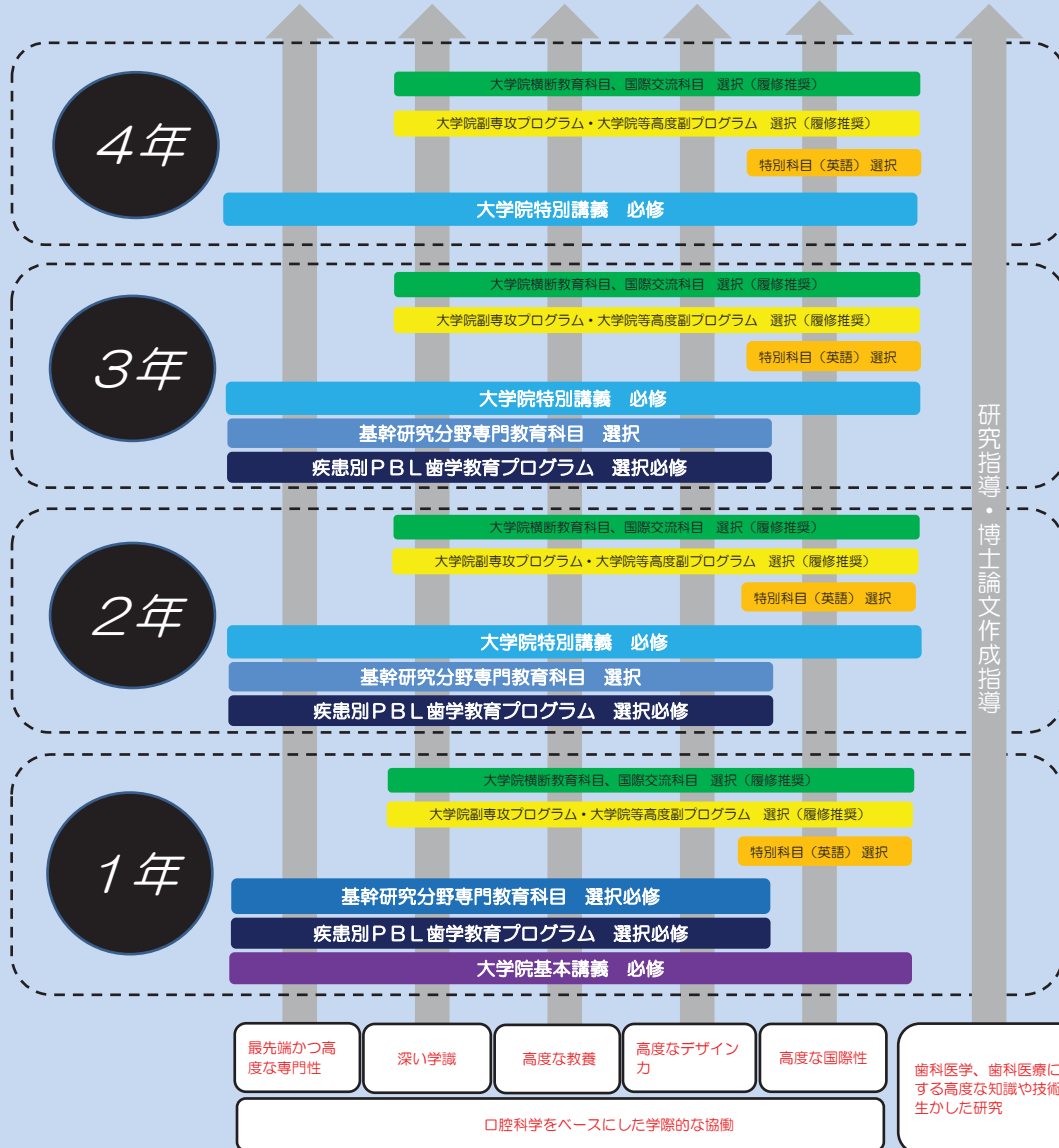 4年
大学院横断教育科目、国際交流科目　選択（履修推奨）
大学院副専攻プログラム・大学院等高度副プログラム　選択（履修推奨）
特別科目（英語）選択
大学院特別講義　必修
3年
大学院横断教育科目、国際交流科目　選択（履修推奨）
大学院副専攻プログラム・大学院等高度副プログラム　選択（履修推奨）
特別科目（英語）選択
大学院特別講義　必修
基幹研究分野専門教育科目　選択
疾患別ＰＢＬ歯学教育プログラム　選択必修
2年
大学院横断教育科目、国際交流科目　選択（履修推奨）
大学院副専攻プログラム・大学院等高度副プログラム　選択（履修推奨）
特別科目（英語）選択
大学院特別講義　必修
基幹研究分野専門教育科目　選択
疾患別ＰＢＬ歯学教育プログラム　選択必修
1年
大学院横断教育科目、国際交流科目　選択（履修推奨）
大学院副専攻プログラム・大学院等高度副プログラム　選択（履修推奨）
特別科目（英語）選択
基幹研究分野専門教育科目　選択必修
疾患別ＰＢＬ歯学教育プログラム　選択必修
大学院基本講義　必修
研究指導・博士論文作成指導
最先端かつ高
度な専門性
深い学識
高度な教養
高度なデザイン
力
高度な国際性
口腔科学をベースにした学際的な協働
歯科医学、歯科医療に
する高度な知識や技術
生かした研究